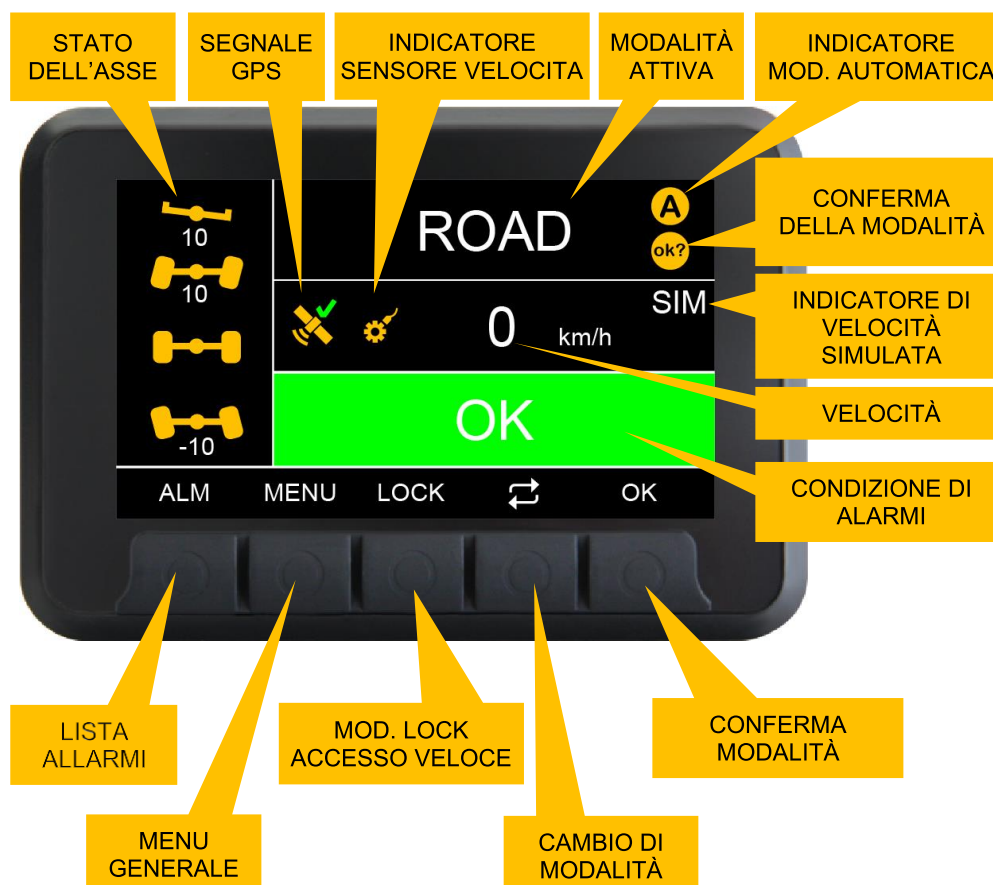 STATO
DELL'ASSE
SEGNALE
GPS
INDICATORE
SENSORE VELOCITA
MODALITÀ
ATTIVA
INDICATORE
MOD. AUTOMATICA
10
10
-10
ROAD
A
ok?
CONFERMA
DELLA MODALITÀ
0
km/h
SIM
INDICATORE DI
VELOCITÀ
SIMULATA
OK
VELOCITÀ
CONDIZIONE DI
ALARMI
ALM
MENU
LOCK
OK
LISTA
ALLARMI
MOD. LOCK
ACCESSO VELOCE
CONFERMA
MODALITÀ
MENU
GENERALE
CAMBIO DI
MODALITÀ